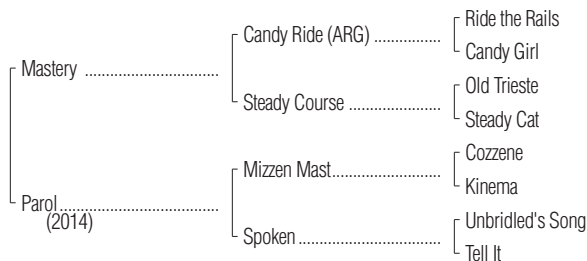 Ride the Rails
Candy Ride (ARG) ..................
Candy Girl
Mastery ..............................
Old Trieste
Steady Course ....................
Steady Cat
Cozzene
Mizzen Mast........................
Kinema
Parol ..................................
(2014)
Unbridled's Song
Spoken ...............................
Tell It